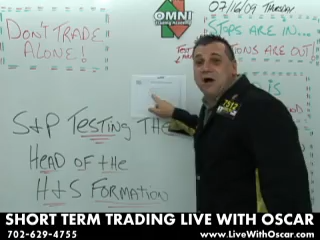 07/16/09 THURSDAY
OMNI
DON'T TRADE
ALONE!
STOPS ARE IN...
ARE OUT!
IS
S&P TESTING THE
HEAD OF THE
H&S FORMATION
SHORT TERM TRADING LIVE WITH OSCAR
702-629-4755
www.LiveWithOscar.com